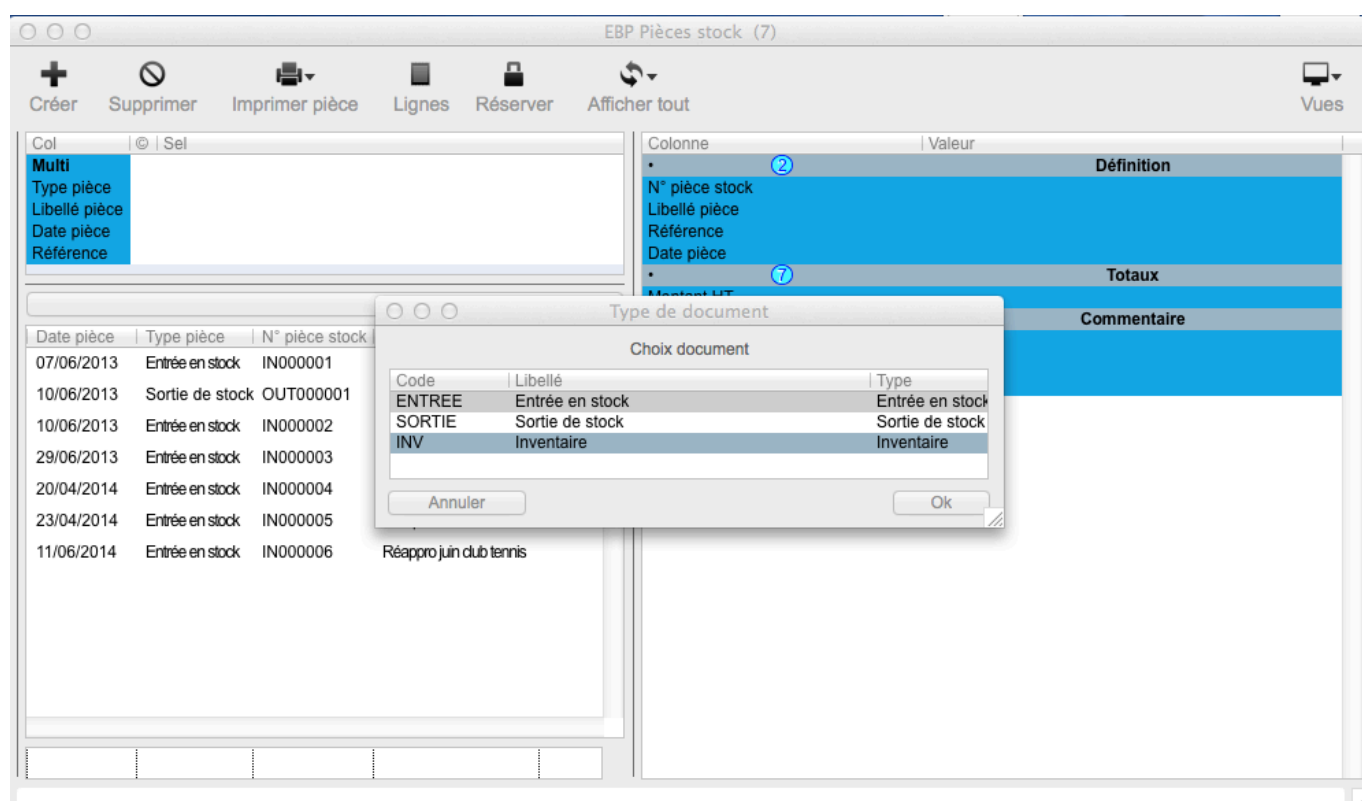 EBP Pièces stock (7)
Créer Supprimer Imprimer pièce Lignes Réserver Afficher tout Vues
Col © Sel
Multi
Type pièce
Libellé pièce
Date pièce
Référence
Colonne Valeur
• 2 Définition
N° pièce stock
Libellé pièce
Référence
Date pièce
• 7 Totaux
Montant HT
Commentaire
Date pièce Type pièce N° pièce stock
07/06/2013 Entrée en stock IN000001
10/06/2013 Sortie de stock OUT000001
10/06/2013 Entrée en stock IN000002
29/06/2013 Entrée en stock IN000003
20/04/2014 Entrée en stock IN000004
23/04/2014 Entrée en stock IN000005
11/06/2014 Entrée en stock IN000006 Réappro juin club tennis
Type de document
Choix document
Code Libellé Type
ENTREE Entrée en stock Entrée en stock
SORTIE Sortie de stock Sortie de stock
INV Inventaire Inventaire
Annuler Ok